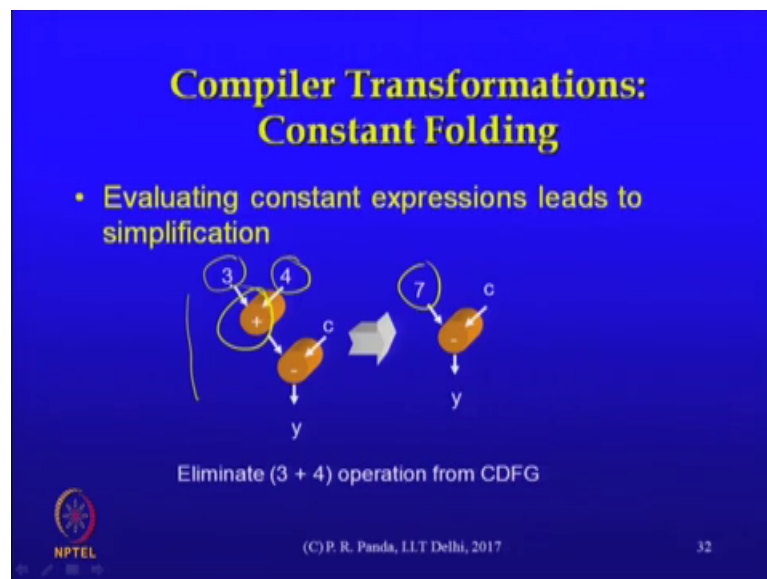 Compiler Transformations:
Constant Folding
• Evaluating constant expressions leads to
simplification
3 4 7 c
+ c -
- y
y
Eliminate (3 + 4) operation from CDFG
NPTEL
(C) P. R. Panda, I.I.T Delhi, 2017
32